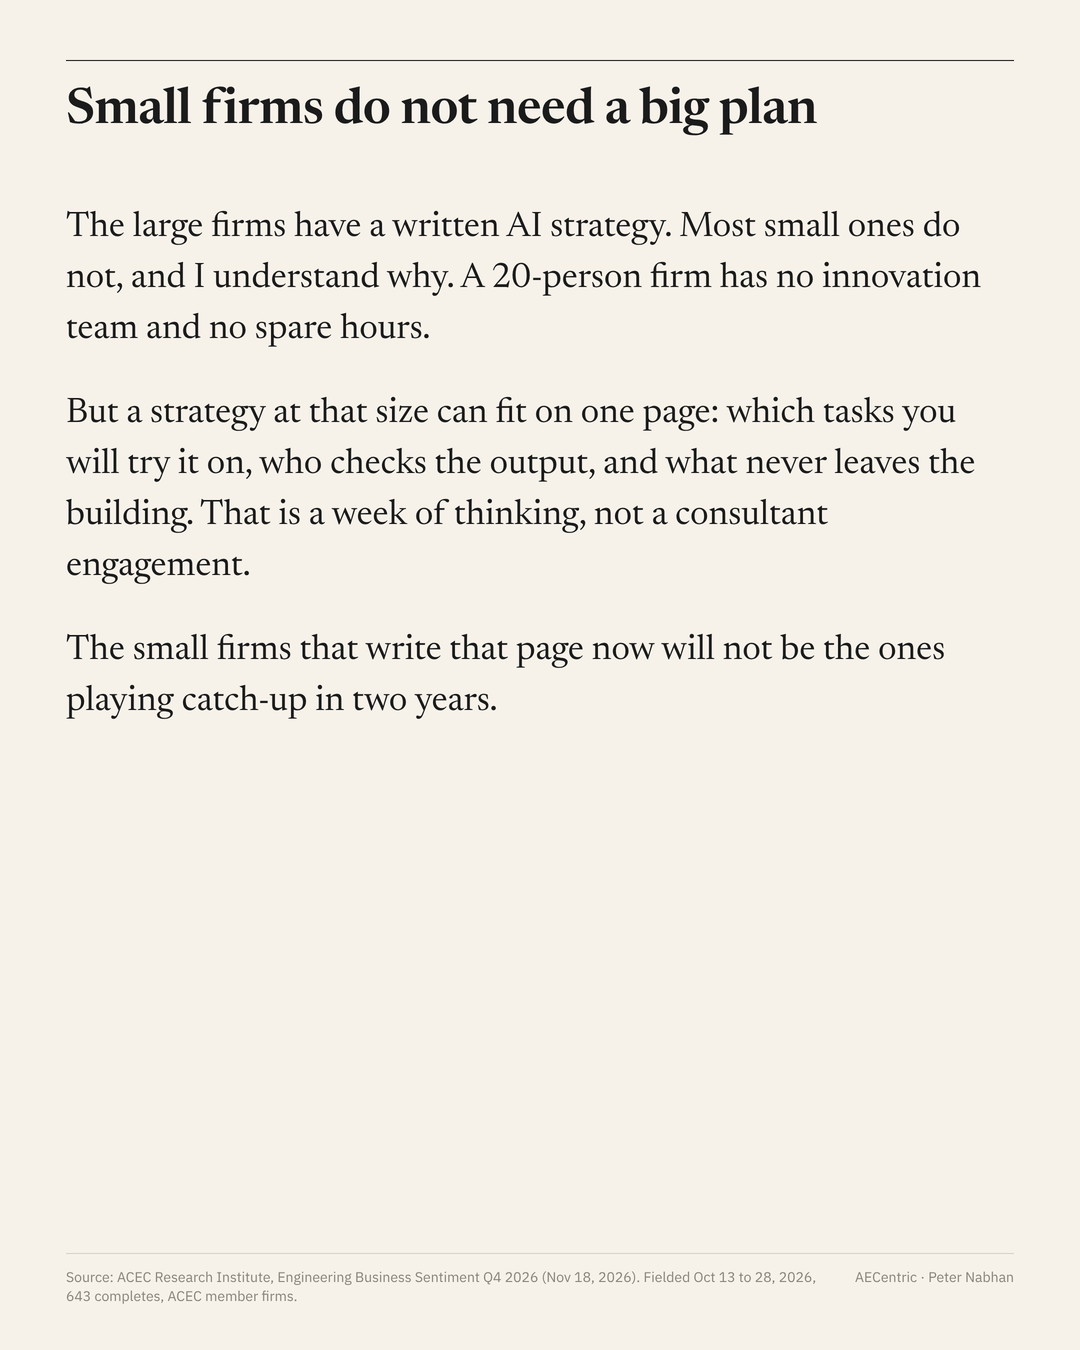 Small firms do not need a big plan
The large firms have a written AI strategy. Most small ones do
not, and I understand why. A 20-person firm has no innovation
team and no spare hours.
But a strategy at that size can fit on one page: which tasks you
will try it on, who checks the output, and what never leaves the
building. That is a week of thinking, not a consultant
engagement.
The small firms that write that page now will not be the ones
playing catch-up in two years.
Source: ACEC Research Institute, Engineering Business Sentiment Q4 2026 (Nov 18, 2026). Fielded Oct 13 to 28, 2026,
643 completes, ACEC member firms.
AECentric · Peter Nabhan